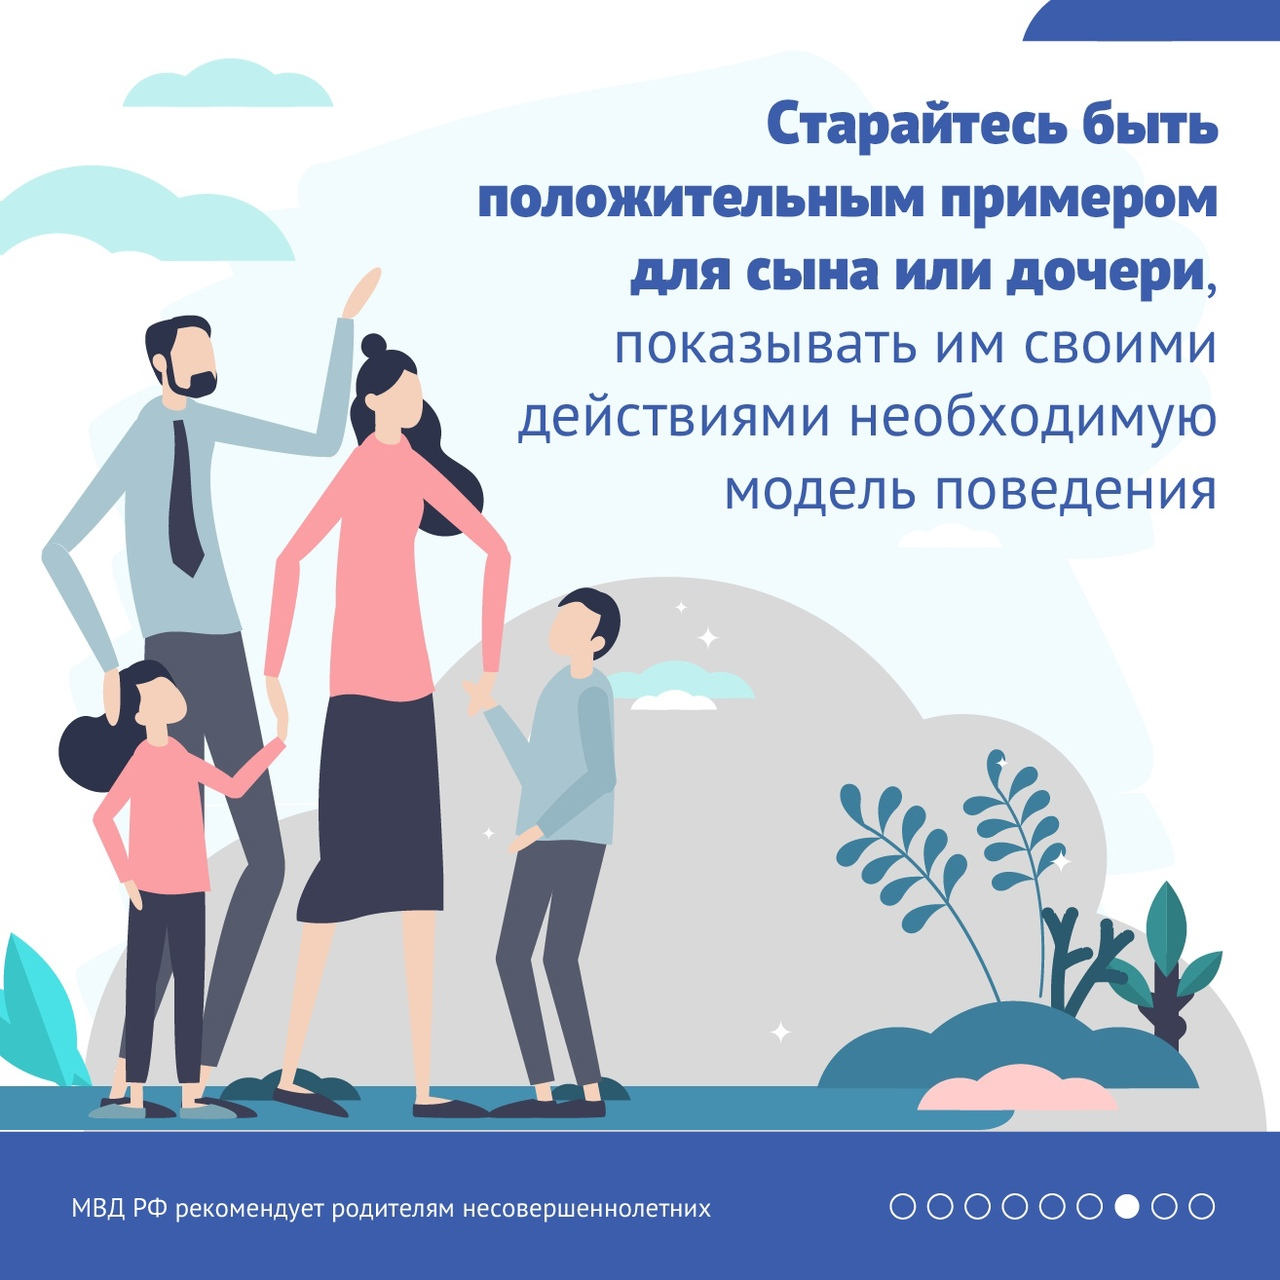 Старайтесь быть
положительным примером
для сына или дочери,
показывать им своими
действиями необходимую
модель поведения
МВД РФ рекомендует родителям несовершеннолетних